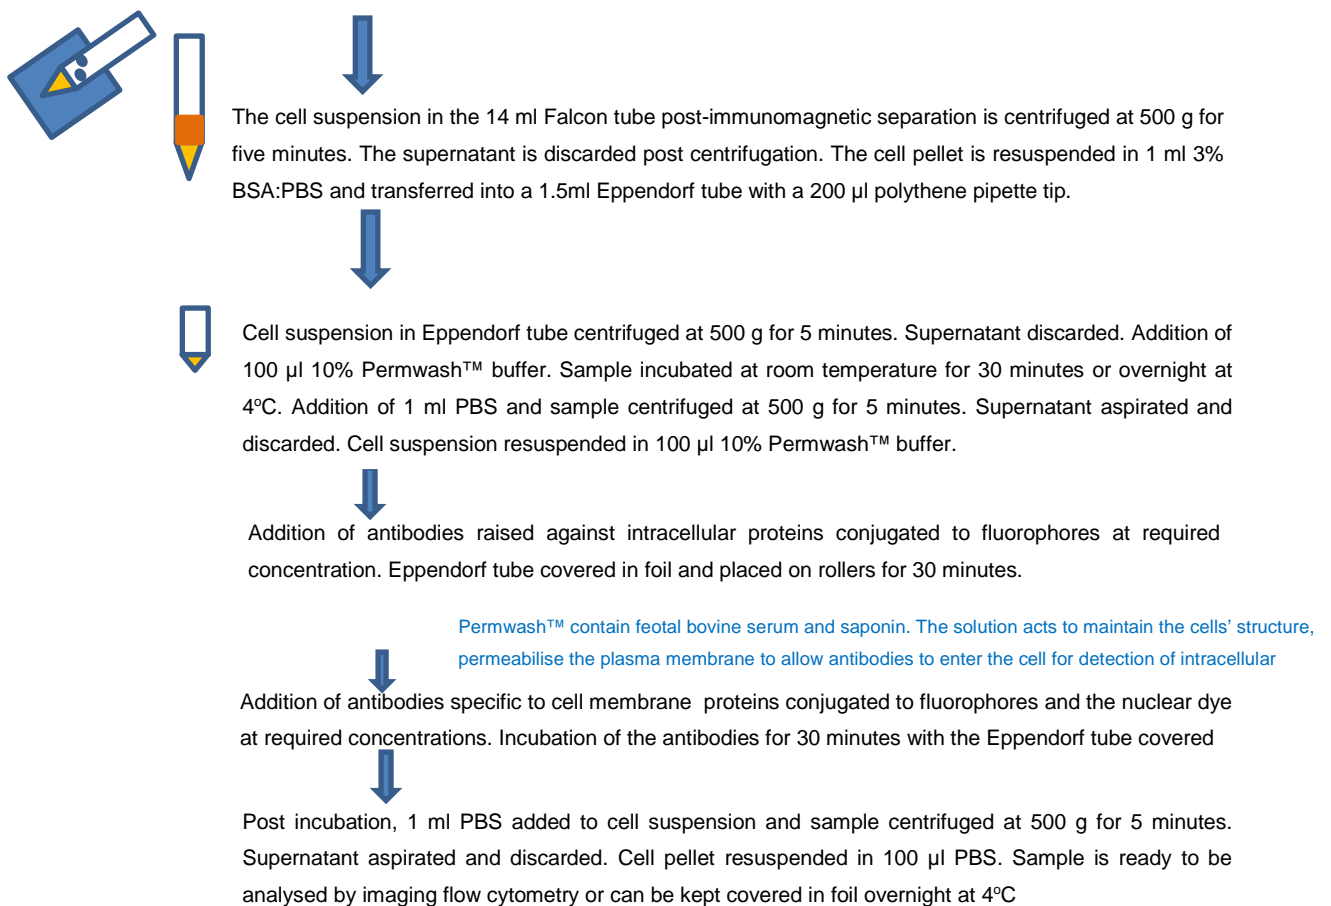 The cell suspension in the 14 ml Falcon tube post-immunomagnetic separation is centrifuged at 500 g for
five minutes. The supernatant is discarded post centrifugation. The cell pellet is resuspended in 1 ml 3%
BSA:PBS and transferred into a 1.5ml Eppendorf tube with a 200 µl polythene pipette tip.
Cell suspension in Eppendorf tube centrifuged at 500 g for 5 minutes. Supernatant discarded. Addition of
100 µl 10% Permwash™ buffer. Sample incubated at room temperature for 30 minutes or overnight at
4ºC. Addition of 1 ml PBS and sample centrifuged at 500 g for 5 minutes. Supernatant aspirated and
discarded. Cell suspension resuspended in 100 µl 10% Permwash™ buffer.
Addition of antibodies raised against intracellular proteins conjugated to fluorophores at required
concentration. Eppendorf tube covered in foil and placed on rollers for 30 minutes.
Permwash™ contain feotal bovine serum and saponin. The solution acts to maintain the cells’ structure,
permeabilise the plasma membrane to allow antibodies to enter the cell for detection of intracellular
Addition of antibodies specific to cell membrane proteins conjugated to fluorophores and the nuclear dye
at required concentrations. Incubation of the antibodies for 30 minutes with the Eppendorf tube covered
Post incubation, 1 ml PBS added to cell suspension and sample centrifuged at 500 g for 5 minutes.
Supernatant aspirated and discarded. Cell pellet resuspended in 100 µl PBS. Sample is ready to be
analysed by imaging flow cytometry or can be kept covered in foil overnight at 4ºC